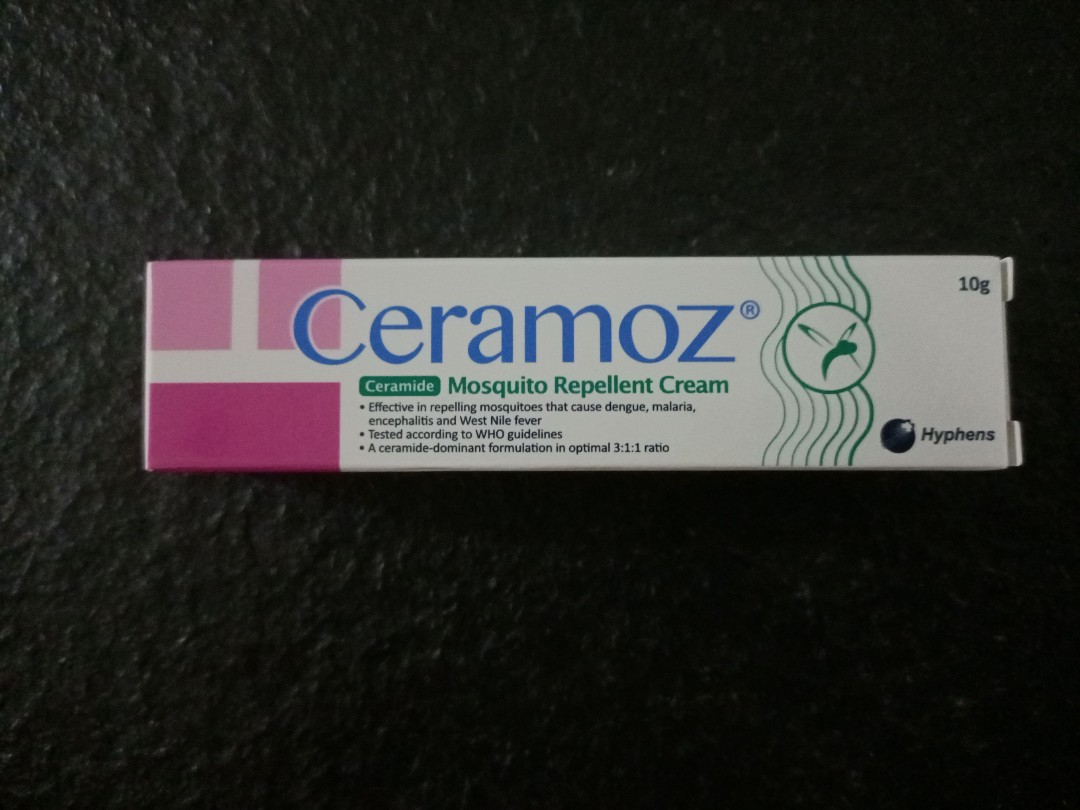 10g
Ceramoz®
Ceramide Mosquito Repellent Cream
• Effective in repelling mosquitoes that cause dengue, malaria,
encephalitis and West Nile fever
• Tested according to WHO guidelines
• A ceramide-dominant formulation in optimal 3:1:1 ratio
Hyphens